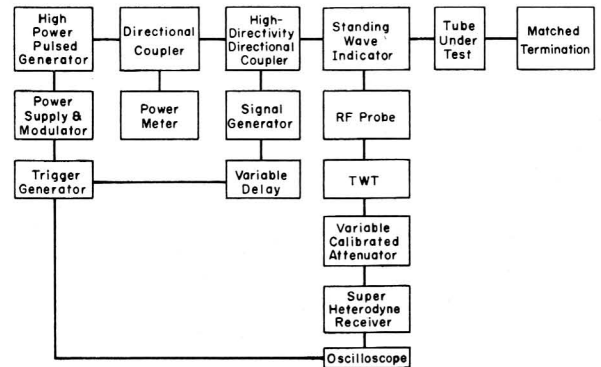 High
Power
Pulsed
Generator
Directional
Coupler
High-
Directivity
Directional
Coupler
Standing
Wave
Indicator
Tube
Under
Test
Matched
Termination
Power
Supply &
Modulator
Power
Meter
Signal
Generator
RF Probe
Trigger
Generator
Variable
Delay
TWT
Variable
Calibrated
Attenuator
Super
Heterodyne
Receiver
Oscilloscope